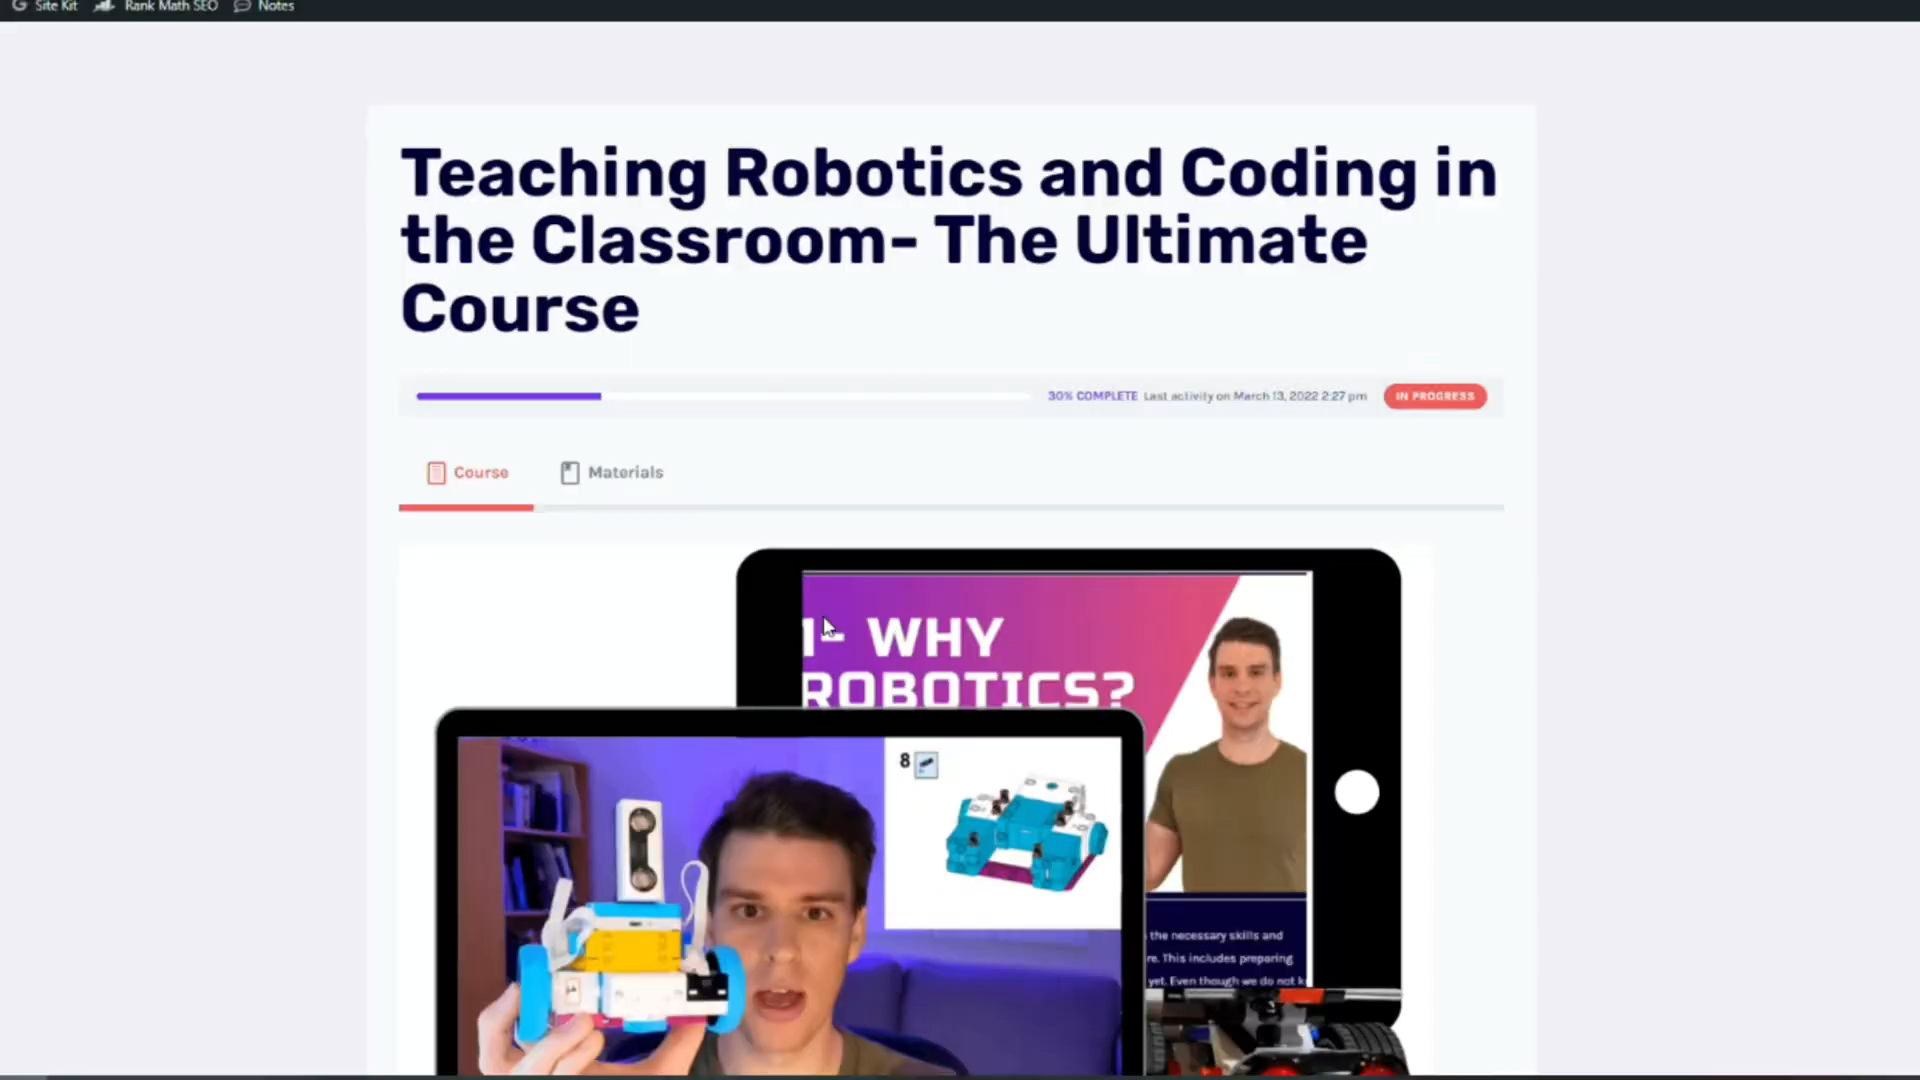 Site Kit Rank Math SEO Notes
Teaching Robotics and Coding in
the Classroom- The Ultimate
Course
30% COMPLETE Last activity on March 13, 2022 2:27 pm IN PROGRESS
Course Materials
1- WHY
ROBOTICS?
8
the necessary skills and
re. This includes preparing
yet. Even though we do not k